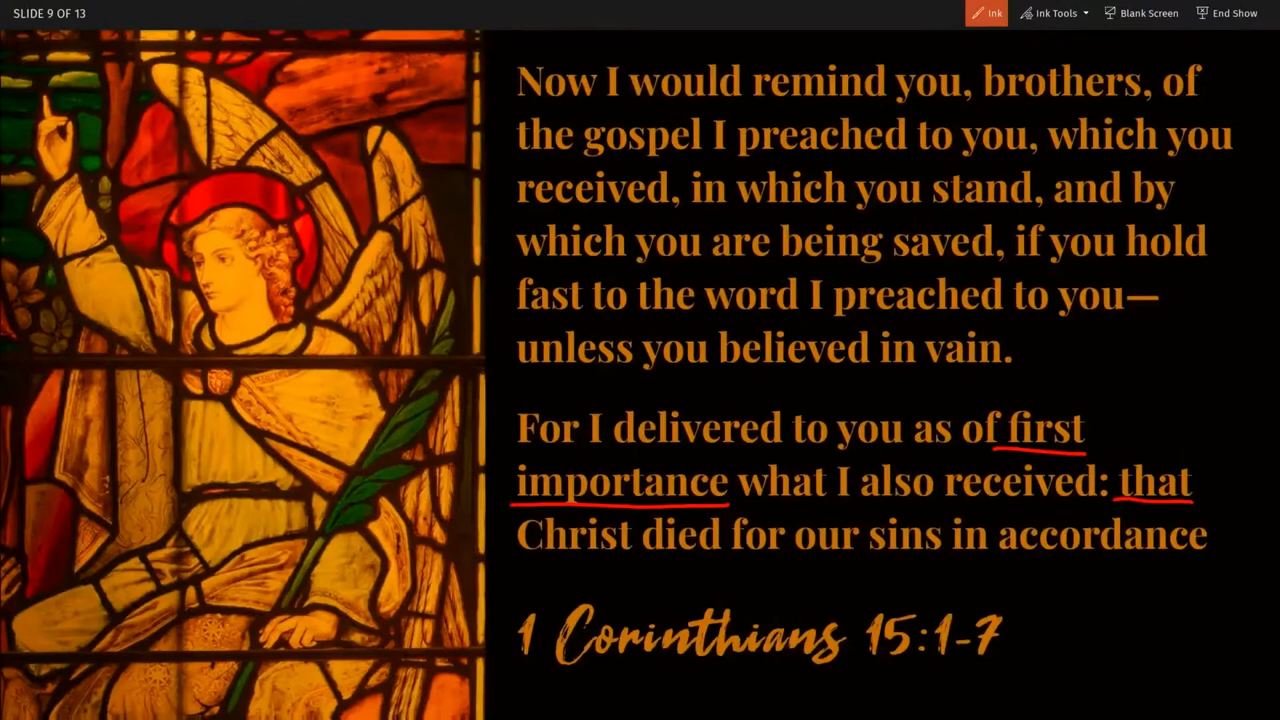 SLIDE 9 OF 13
Ink
Ink Tools
Blank Screen
End Show
Now I would remind you, brothers, of
the gospel I preached to you, which you
received, in which you stand, and by
which you are being saved, if you hold
fast to the word I preached to you—
unless you believed in vain.
For I delivered to you as of first
importance what I also received: that
Christ died for our sins in accordance
1 Corinthians 15:1-7